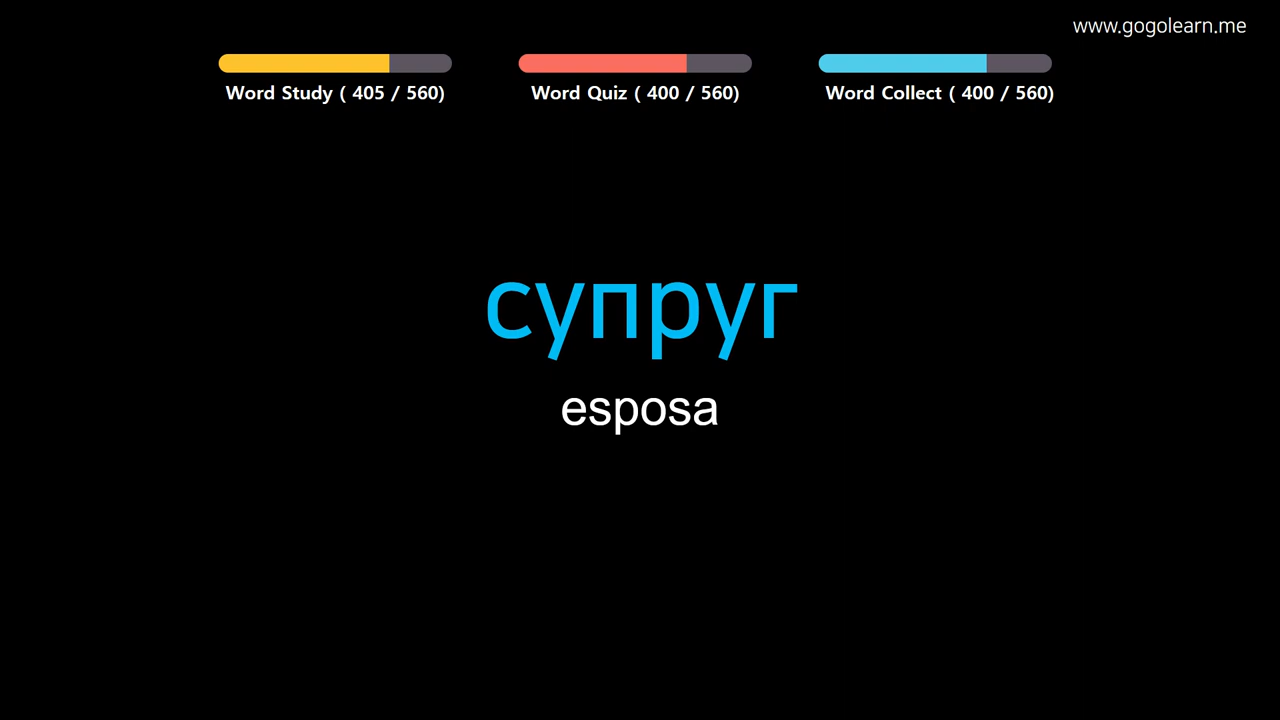 www.gogolearn.me
Word Study ( 405 / 560)
Word Quiz ( 400 / 560)
Word Collect ( 400 / 560)
супруг
esposa